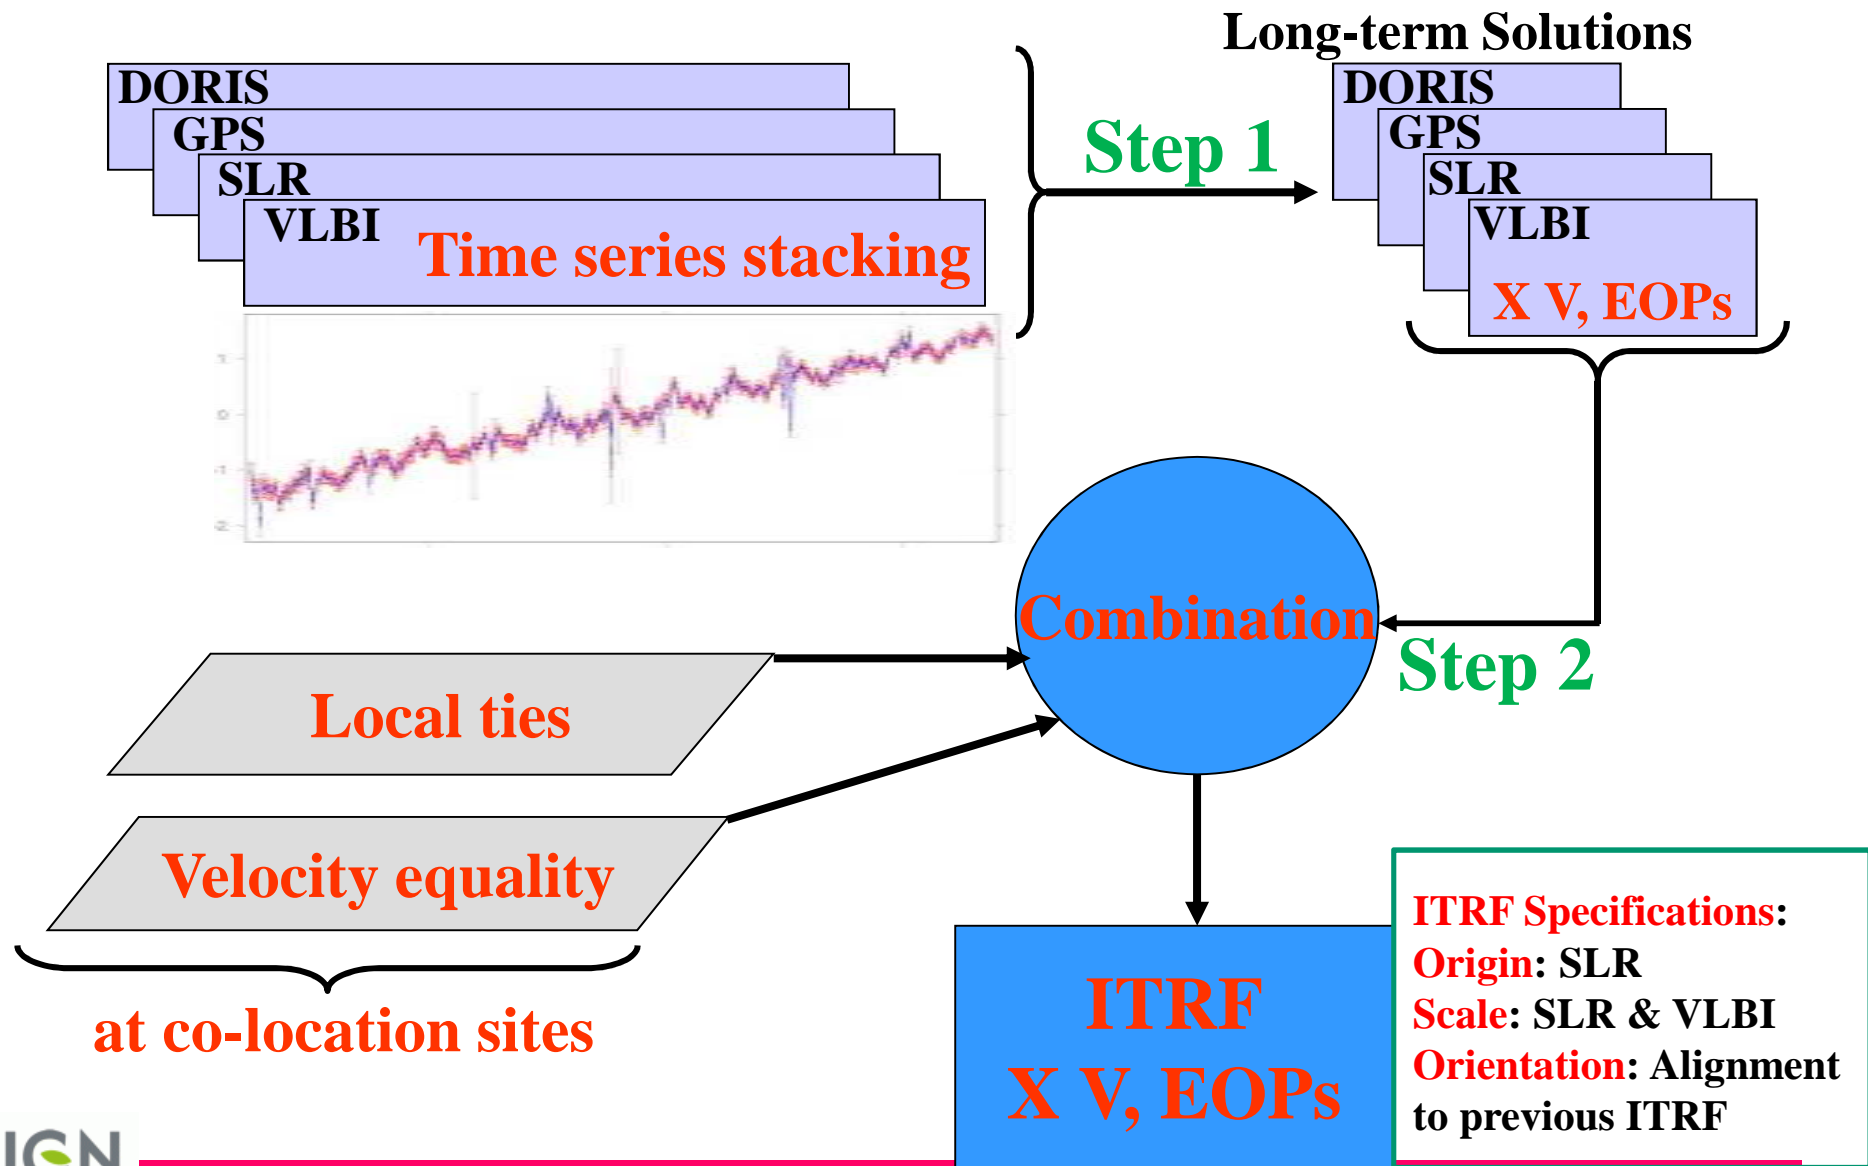 Long-term Solutions
DORIS
GPS
SLR
VLBI
Time series stacking
Step 1
DORIS
GPS
SLR
VLBI
X V, EOPs
Combination
Step 2
Local ties
Velocity equality
at co-location sites
ITRF
X V, EOPs
ITRF Specifications:
Origin: SLR
Scale: SLR & VLBI
Orientation: Alignment
to previous ITRF
IGN